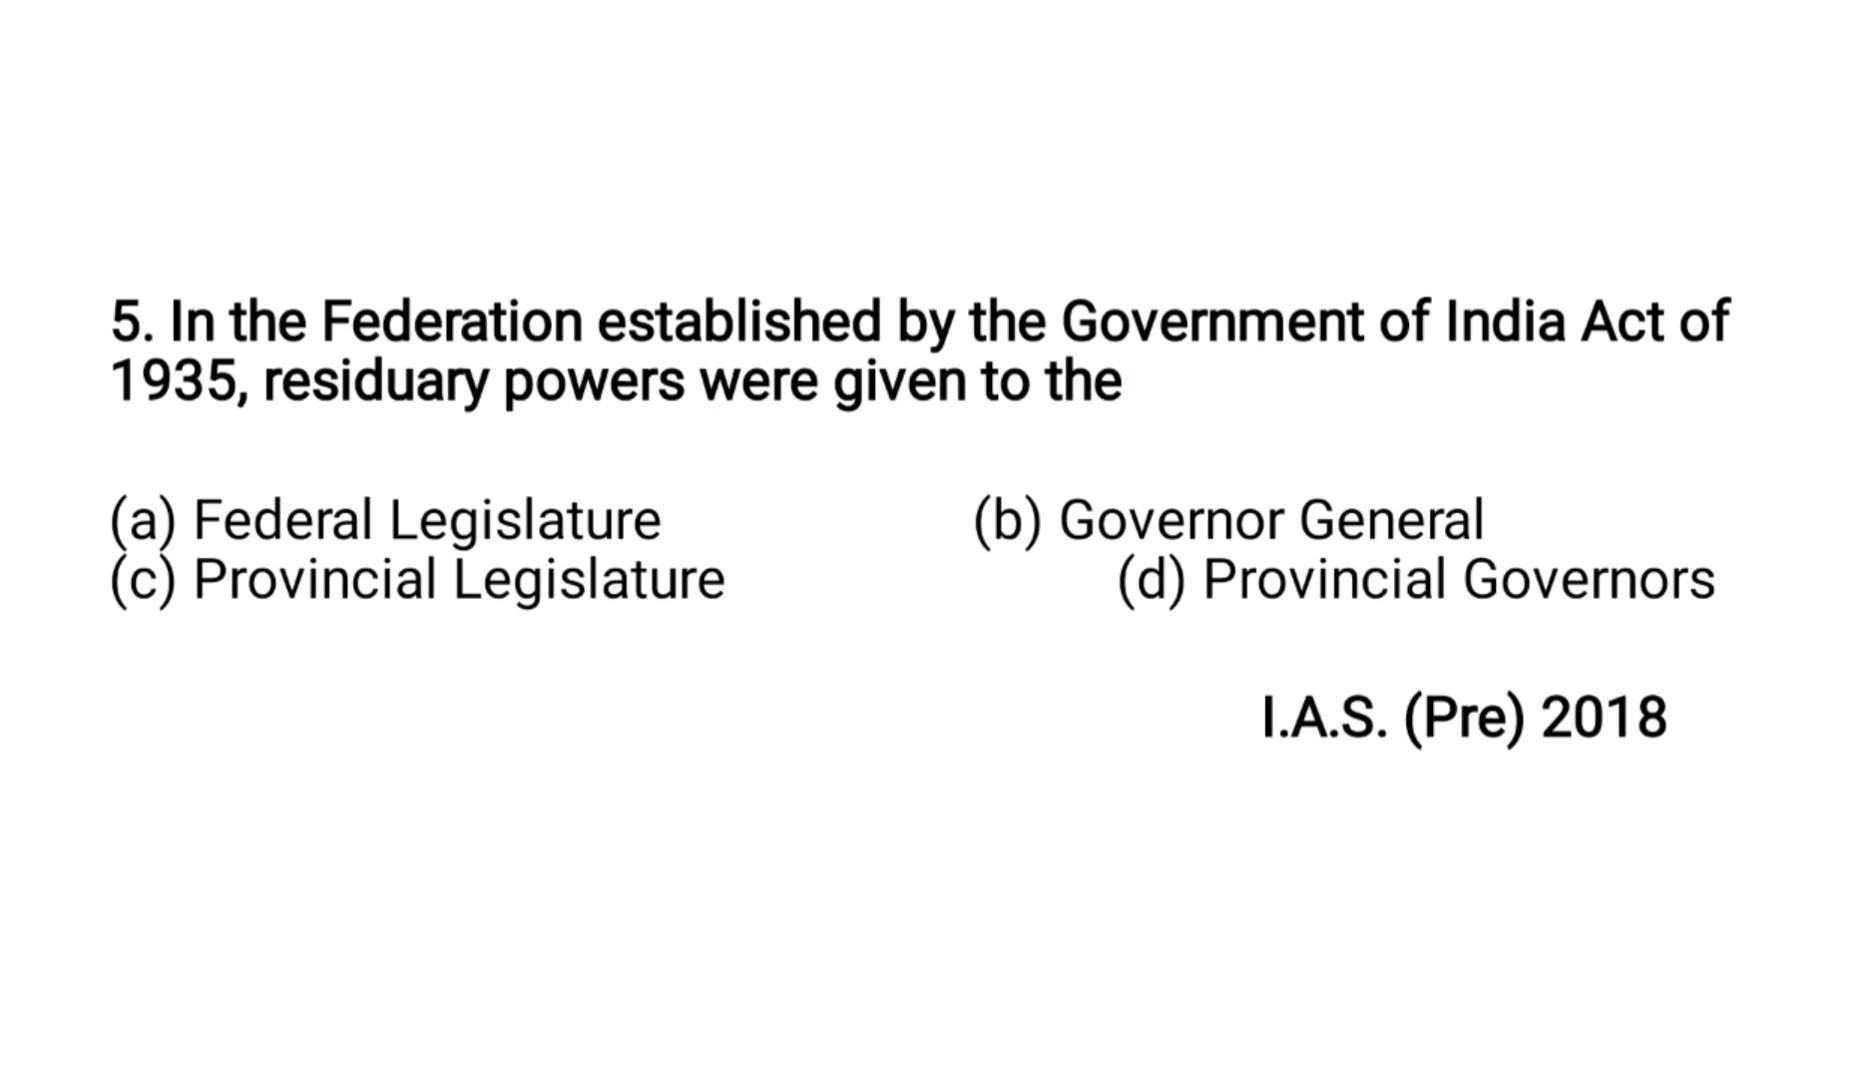 5. In the Federation established by the Government of India Act of
1935, residuary powers were given to the
(a) Federal Legislature (b) Governor General
(c) Provincial Legislature (d) Provincial Governors
I.A.S. (Pre) 2018